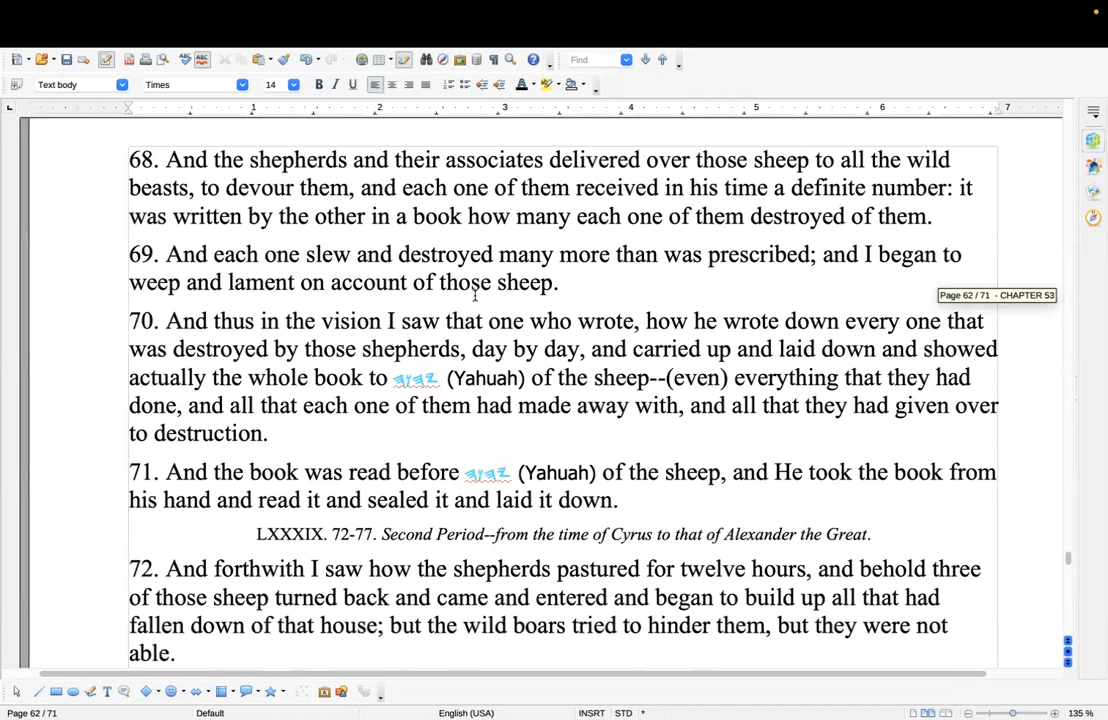 Find
Text body
Times
14
B I U
1 2 3 4 5 6 7
68. And the shepherds and their associates delivered over those sheep to all the wild
beasts, to devour them, and each one of them received in his time a definite number: it
was written by the other in a book how many each one of them destroyed of them.
69. And each one slew and destroyed many more than was prescribed; and I began to
weep and lament on account of those sheep.
Page 62 / 71 - CHAPTER 53
70. And thus in the vision I saw that one who wrote, how he wrote down every one that
was destroyed by those shepherds, day by day, and carried up and laid down and showed
actually the whole book to 𐤉𐤄𐤅𐤄 (Yahuah) of the sheep--(even) everything that they had
done, and all that each one of them had made away with, and all that they had given over
to destruction.
71. And the book was read before 𐤉𐤄𐤅𐤄 (Yahuah) of the sheep, and He took the book from
his hand and read it and sealed it and laid it down.
LXXXIX. 72-77. Second Period--from the time of Cyrus to that of Alexander the Great.
72. And forthwith I saw how the shepherds pastured for twelve hours, and behold three
of those sheep turned back and came and entered and began to build up all that had
fallen down of that house; but the wild boars tried to hinder them, but they were not
able.
Page 62 / 71
Default
English (USA)
INSRT
STD
*
135 %